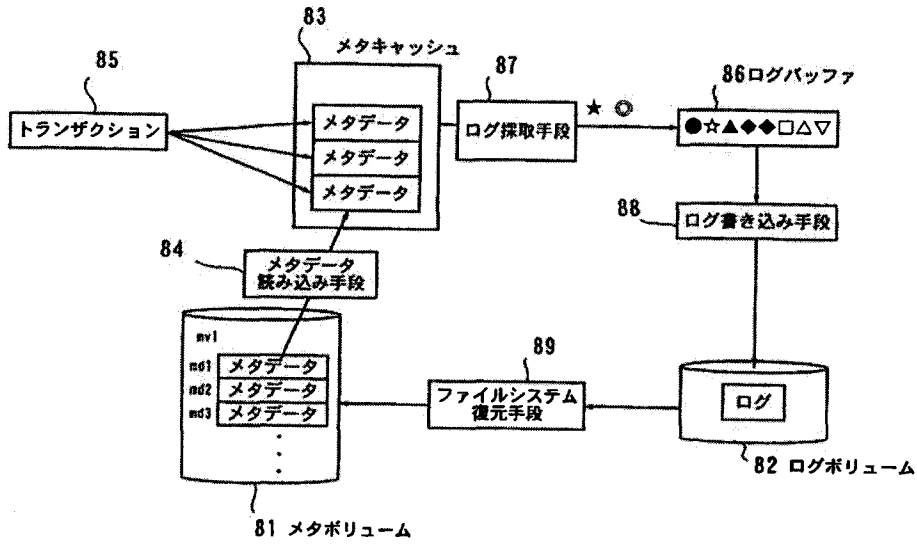 83
メタキャッシュ
85
トランザクション
メタデータ
メタデータ
メタデータ
87
ログ採取手段
★ ◎
86 ログバッファ
●☆▲◆◆□△▽
88
ログ書き込み手段
84
メタデータ
読み込み手段
mv1
md1 メタデータ
md2 メタデータ
md3 メタデータ
81 メタボリューム
89
ファイルシステム
復元手段
ログ
82 ログボリューム